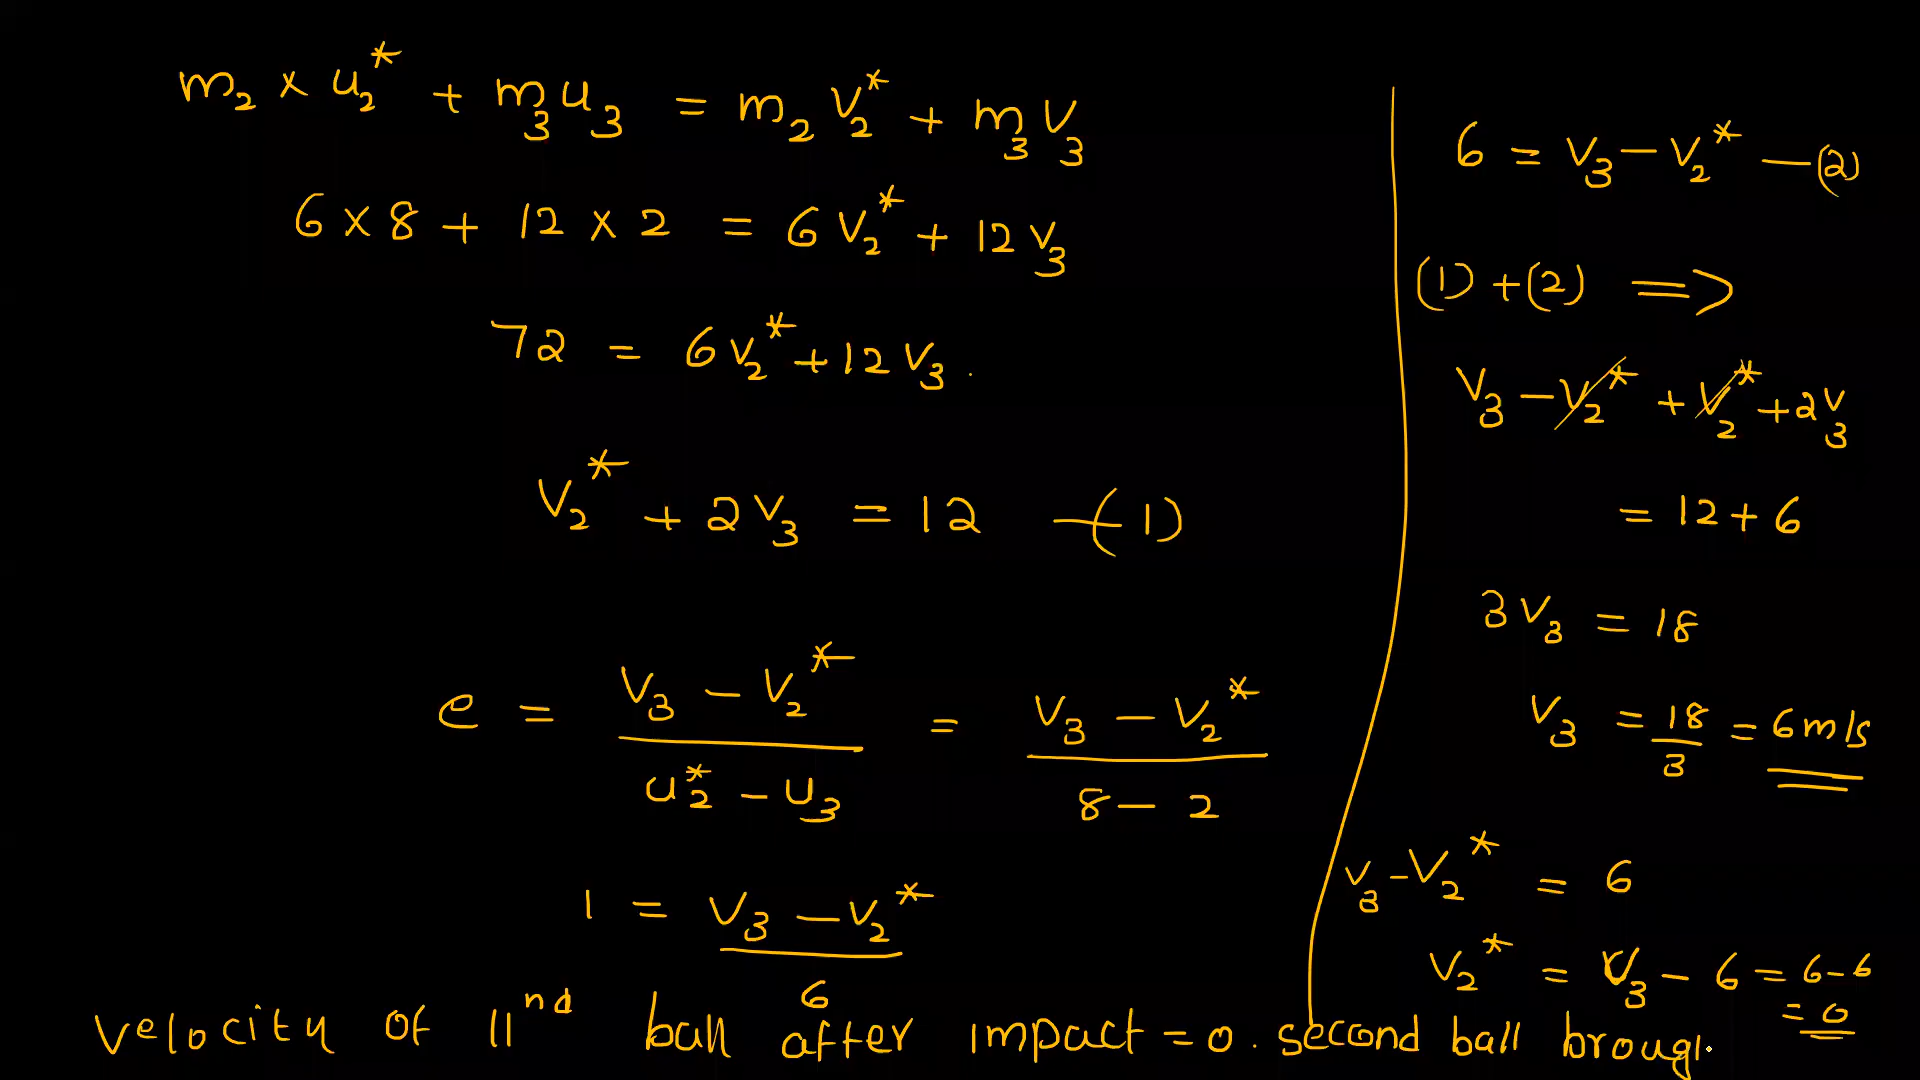 m₂ × u₂* + m₃u₃ = m₂v₂* + m₃v₃
6 × 8 + 12 × 2 = 6v₂* + 12v₃
72 = 6v₂* + 12v₃.
v₂* + 2v₃ = 12 —(1)
e = (v₃ – v₂*)/(u₂* – u₃) = (v₃ – v₂*)/(8 – 2)
1 = (v₃ – v₂*)/6
velocity of IInd ball after impact = 0. second ball
6 = v₃ – v₂* —(2)
(1) + (2) ⇒
v₃ – v₂* + v₂* + 2v₃
= 12 + 6
3v₃ = 18
v₃ = 18/3 = 6m/s
v₃ – v₂* = 6
v₂* = v₃ – 6 = 6 – 6
= 0